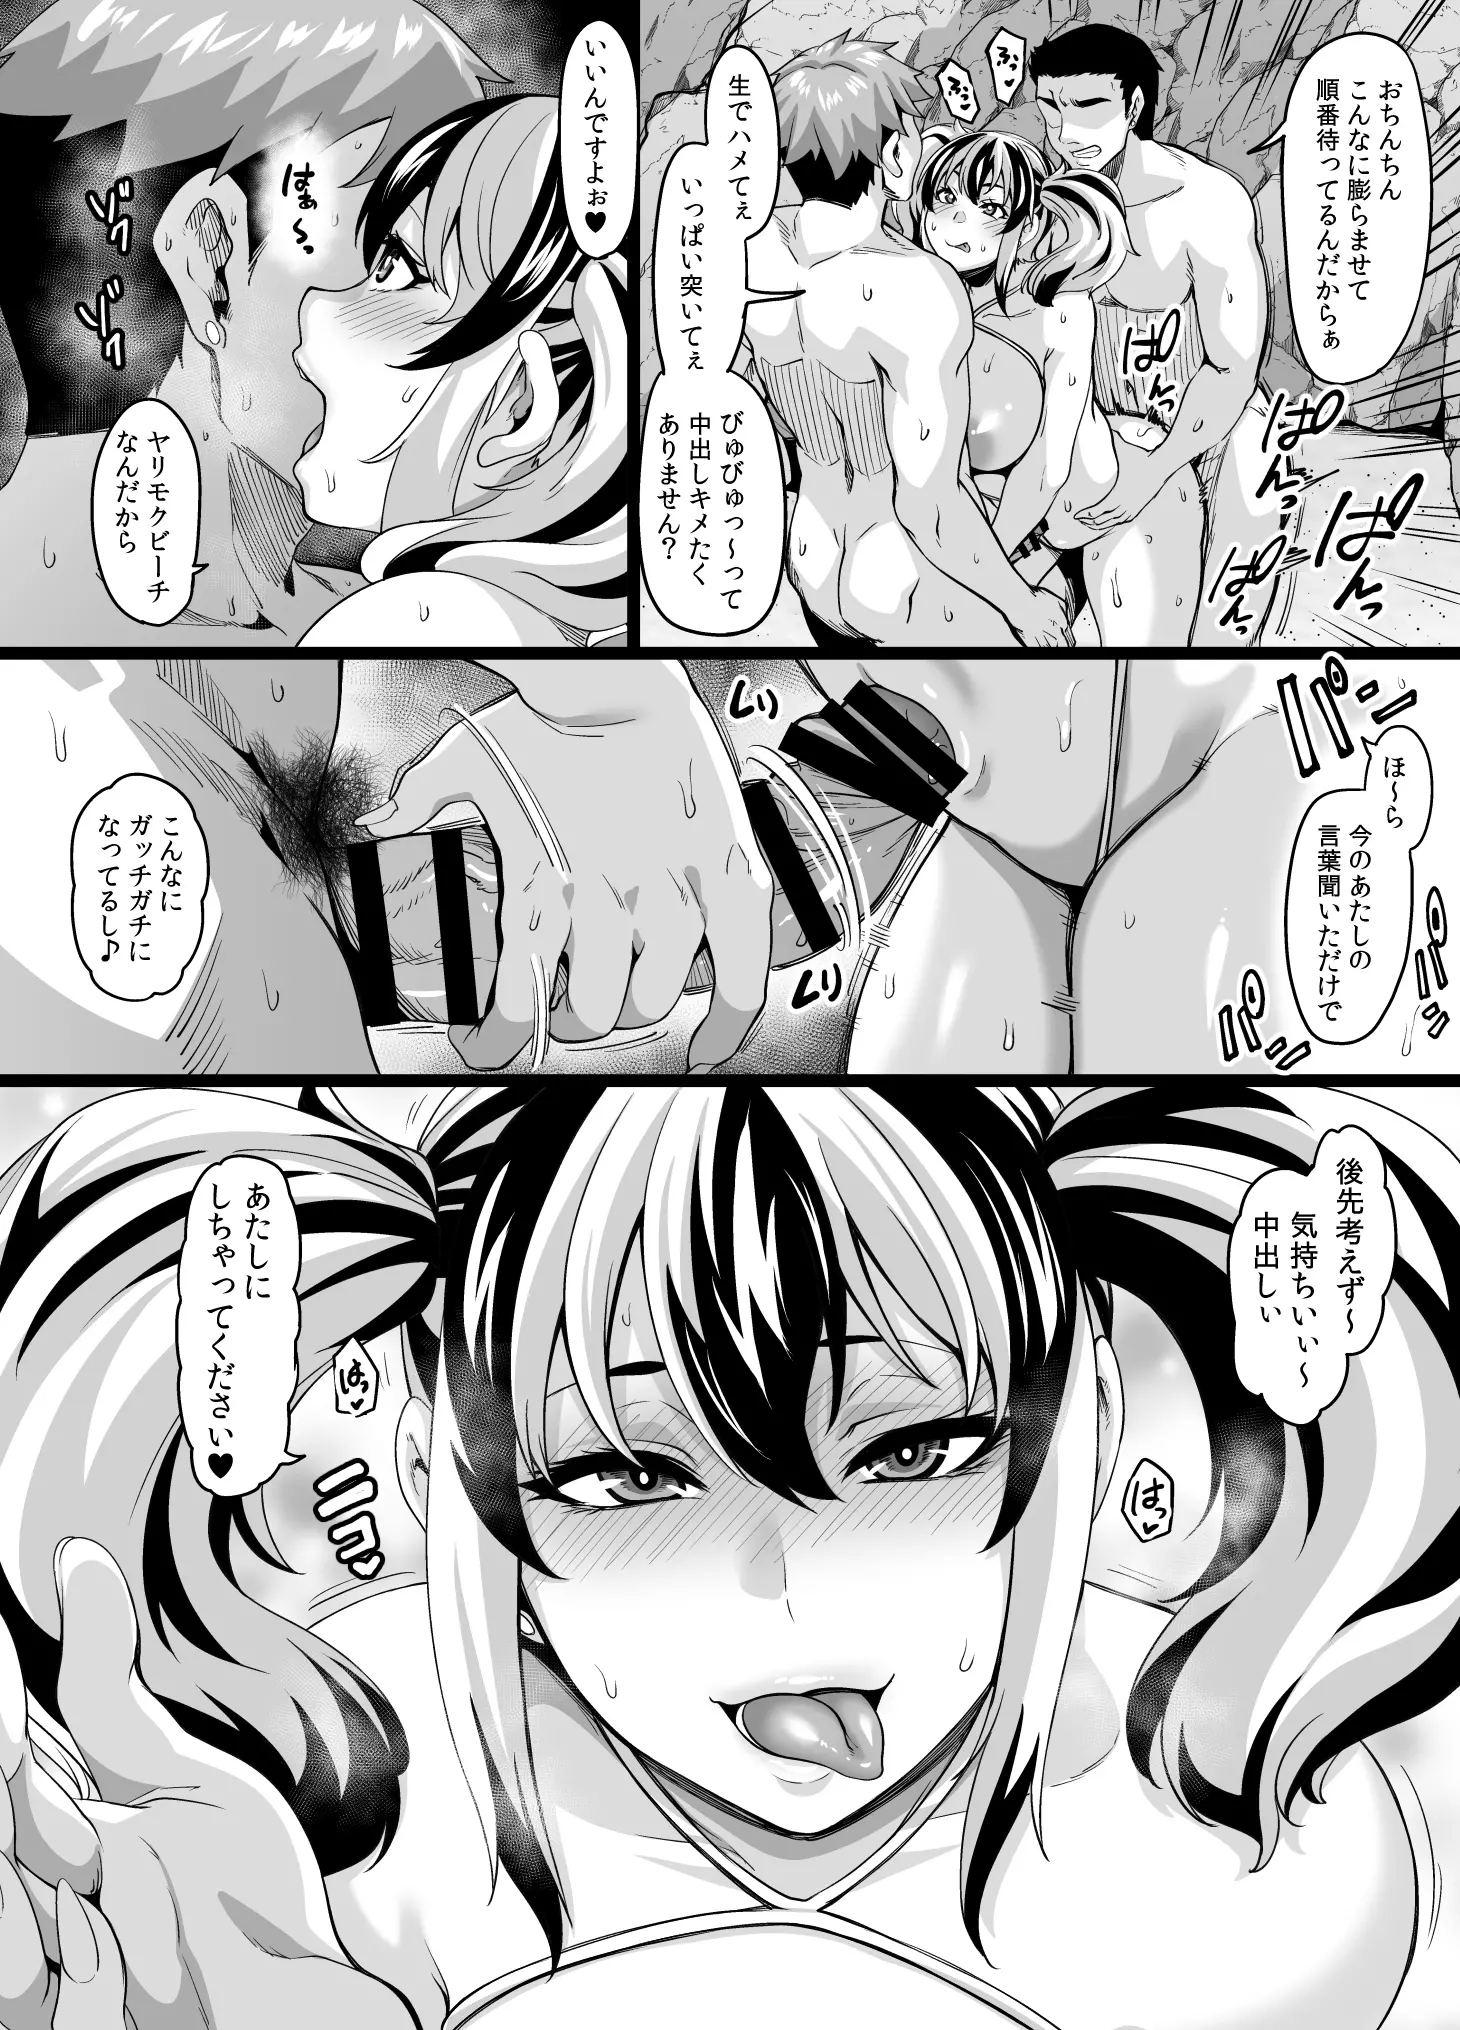 おちんちん
こんなに膨らませて
順番待ってるんだからぁ
ふっ
ふっ
生でハメてぇ
いっぱい突いてぇ
びゅびゅっ〜って
中出しキメたく
ありません?
ぱんっ
ぱんっ
ぱんっ
ぱんっ
いいんですよぉ♥
はぁ〜
ゾク
ゾク
ヤリモクビーチ
なんだから
ほ〜ら
今のあたしの
言葉聞いただけで
パン
パン
パン
こんなに
ガッチガチに
なってるし♪
後先考えず〜
気持ちいぃ〜
中出しぃ
はっ
はっ
ニコ
あたしに
しちゃってください♥